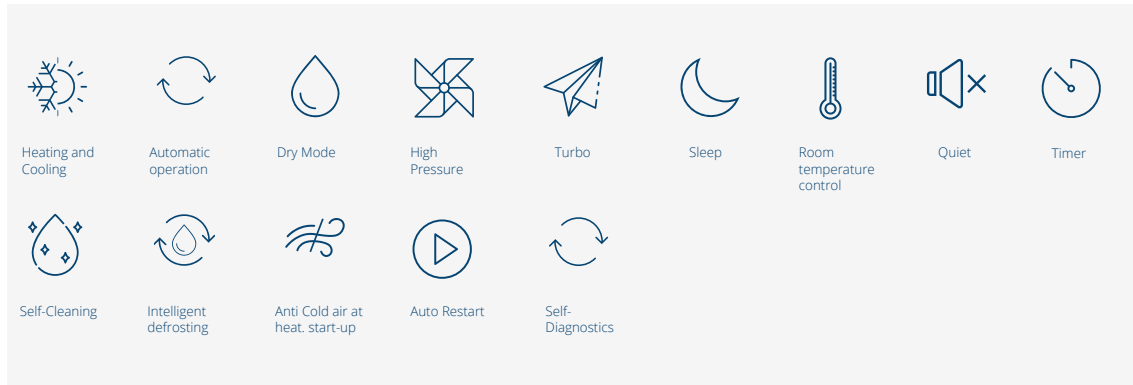 Heating and
Cooling
Automatic
operation
Dry Mode
High
Pressure
Turbo
Sleep
Room
temperature
control
Quiet
Timer
Self-Cleaning
Intelligent
defrosting
Anti Cold air at
heat. start-up
Auto Restart
Self-
Diagnostics